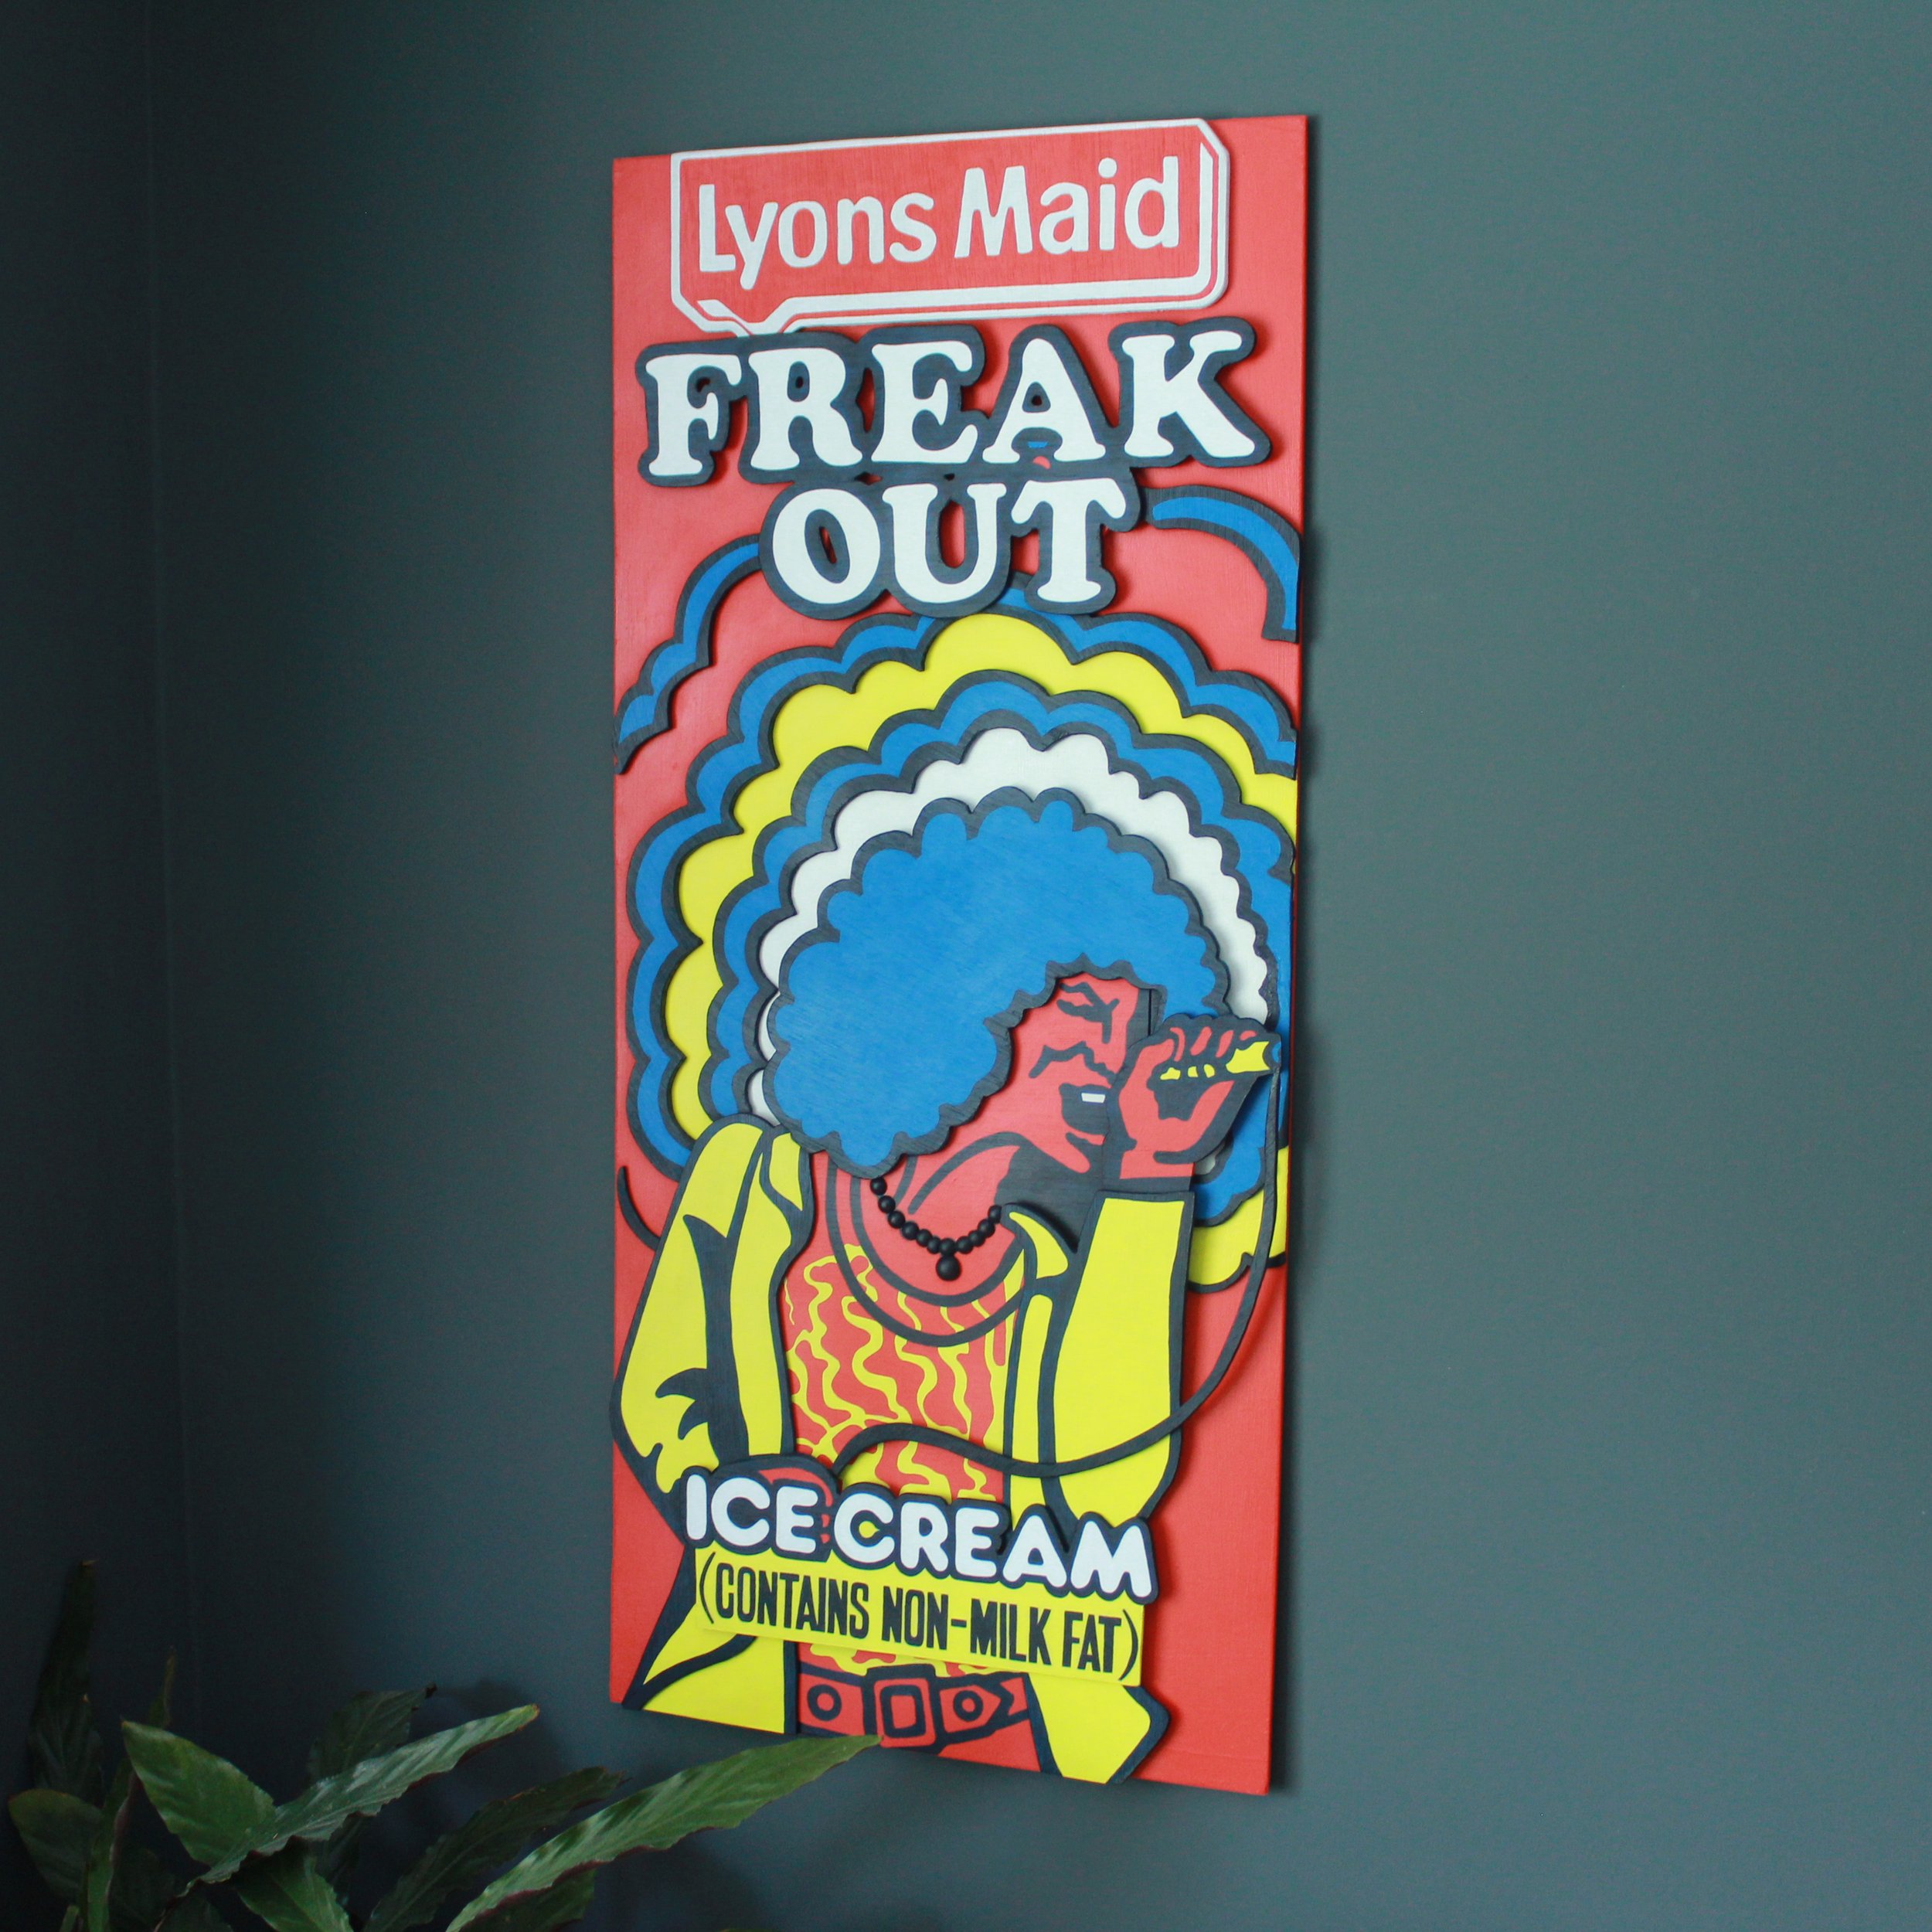 Lyons Maid
FREAK
OUT
ICE CREAM
(CONTAINS NON-MILK FAT)